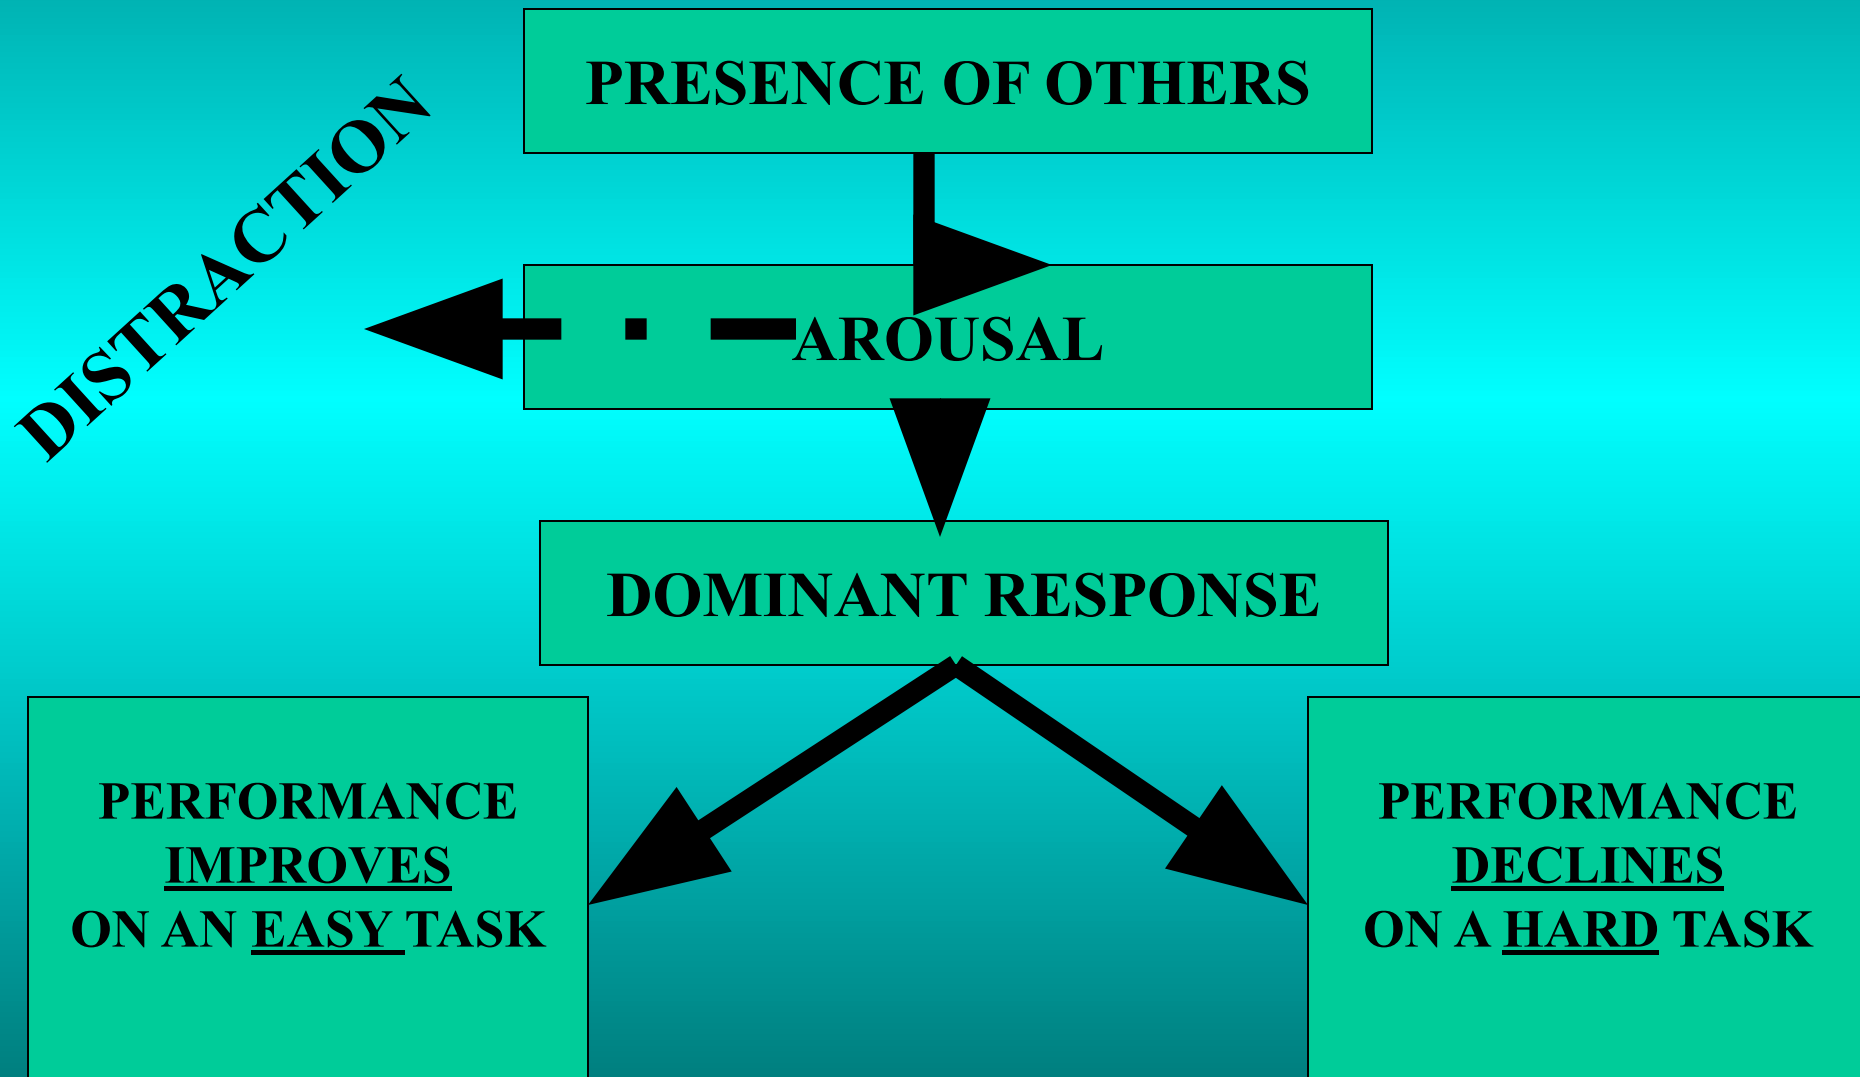 PRESENCE OF OTHERS
DISTRACTION
AROUSAL
DOMINANT RESPONSE
PERFORMANCE
IMPROVES
ON AN EASY TASK
PERFORMANCE
DECLINES
ON A HARD TASK